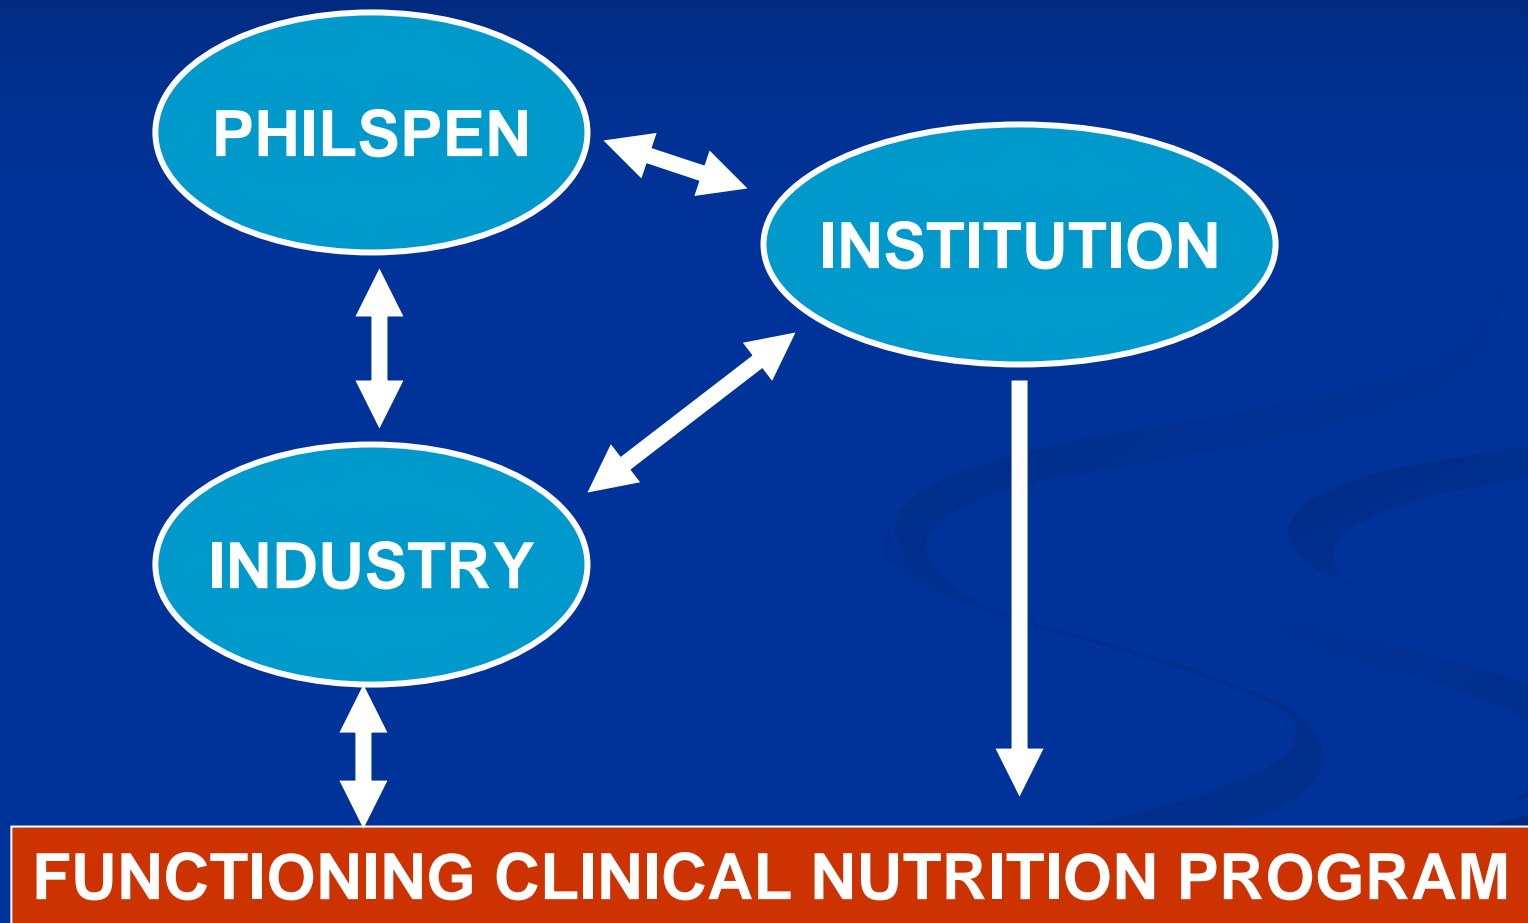 PHILSPEN
INSTITUTION
INDUSTRY
FUNCTIONING CLINICAL NUTRITION PROGRAM